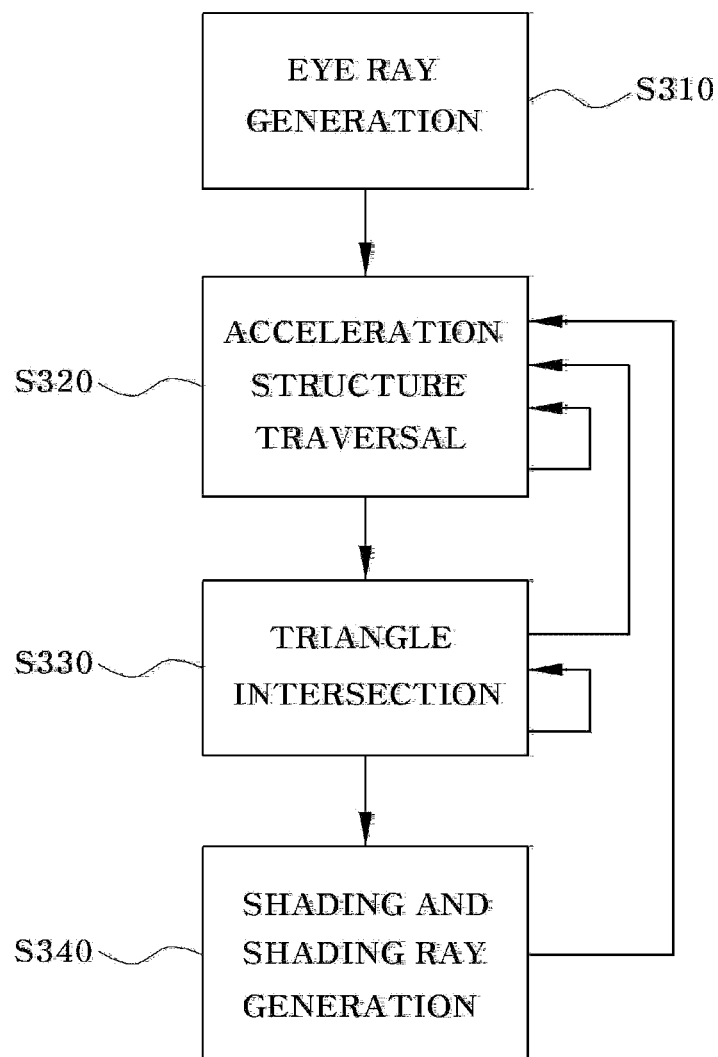 EYE RAY
GENERATION
S310
ACCELERATION
STRUCTURE
TRAVERSAL
S320
TRIANGLE
INTERSECTION
S330
SHADING AND
SHADING RAY
GENERATION
S340